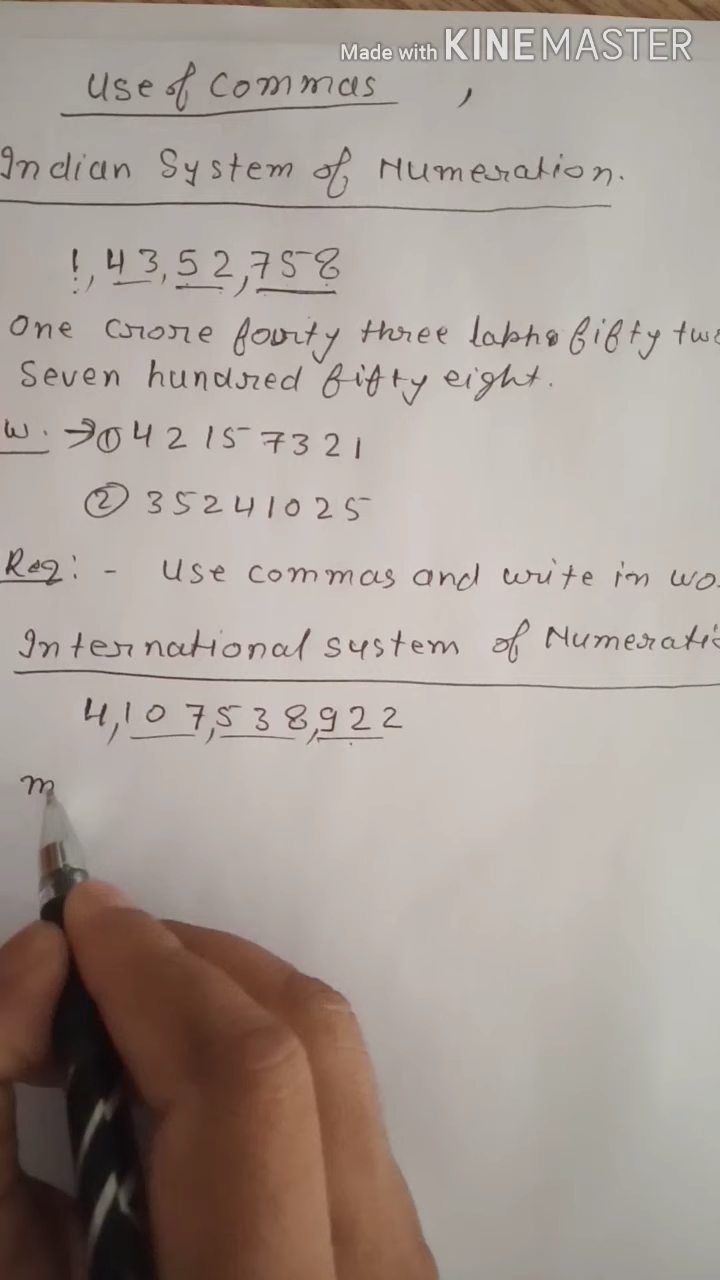 Made with KINEMASTER
Use of Commas ,
Indian System of Numeration.
1,43,52,758
One crore fourty three lakhs fifty two
Seven hundred fifty eight.
W. → ① 42157321
② 35241025
Req: - Use commas and write in wo
International system of Numeratio
4,107,538,922
m